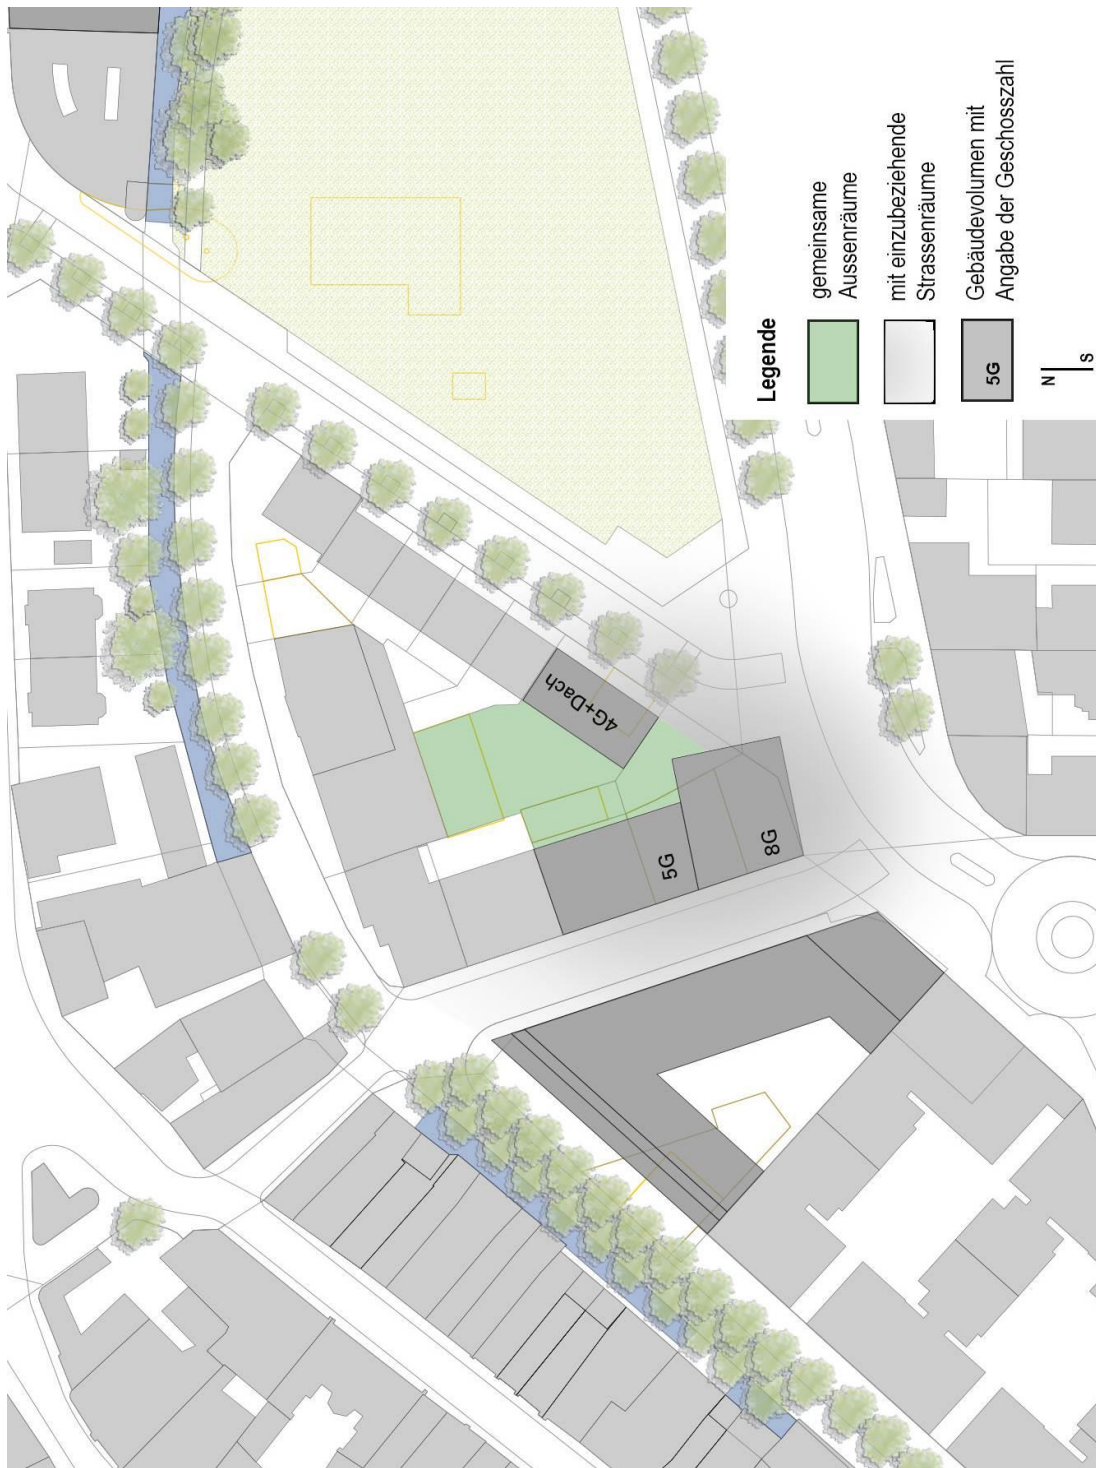 4G+Dach
5G
8G
Legende
gemeinsame
Aussenräume
mit einzubeziehende
Strassenräume
5G
Gebäudevolumen mit
Angabe der Geschosszahl
N
S